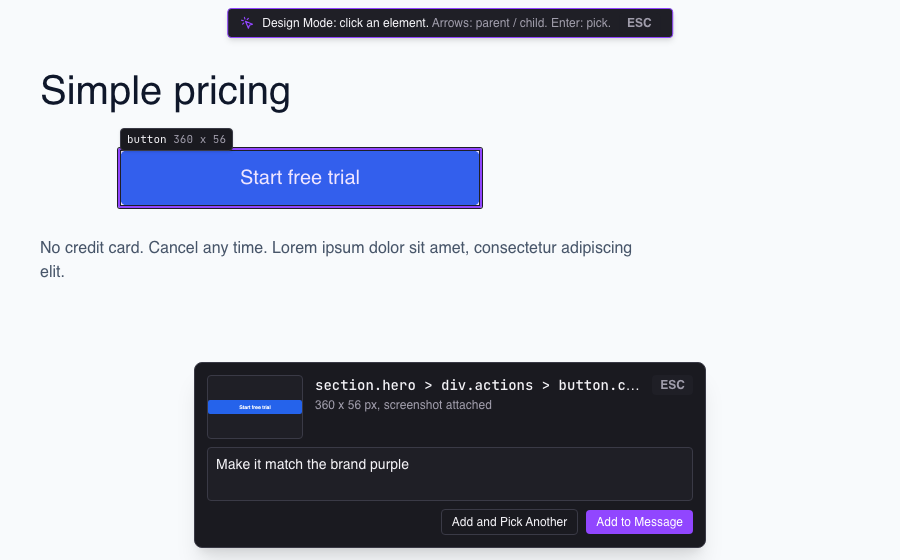 Design Mode: click an element. Arrows: parent / child. Enter: pick. ESC
Simple pricing
button 360 x 56
Start free trial
No credit card. Cancel any time. Lorem ipsum dolor sit amet, consectetur adipiscing
elit.
Start free trial
section.hero > div.actions > button.c... ESC
360 x 56 px, screenshot attached
Make it match the brand purple
Add and Pick Another
Add to Message